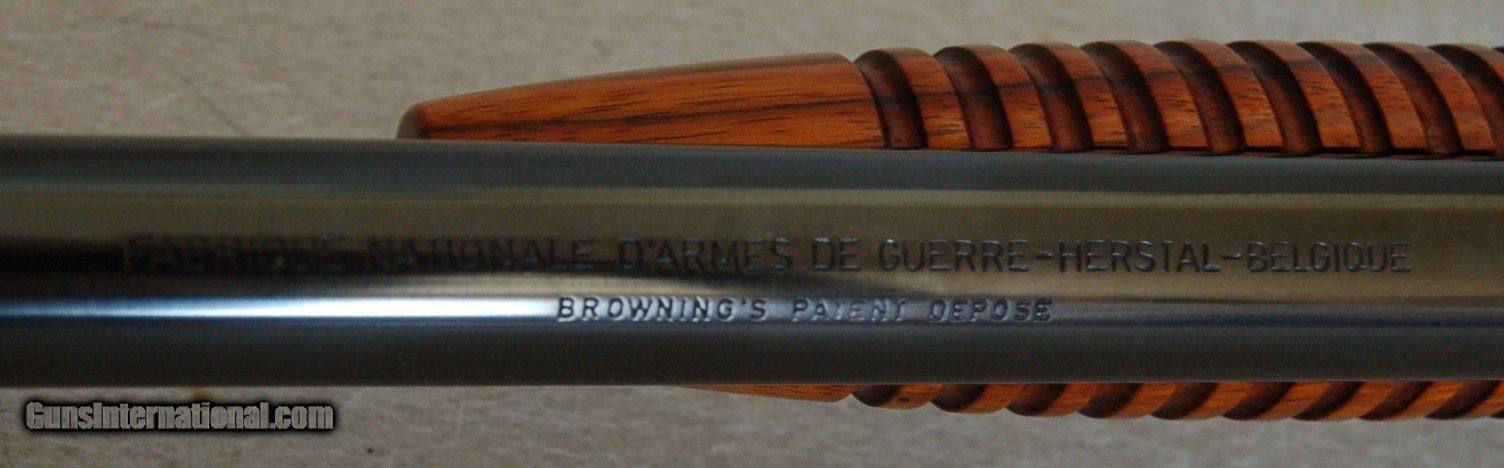 FABRIQUE NATIONALE D'ARMES DE GUERRE-HERSTAL-BELGIQUE
BROWNING'S PATENT DEPOSE
GunsInternational.com